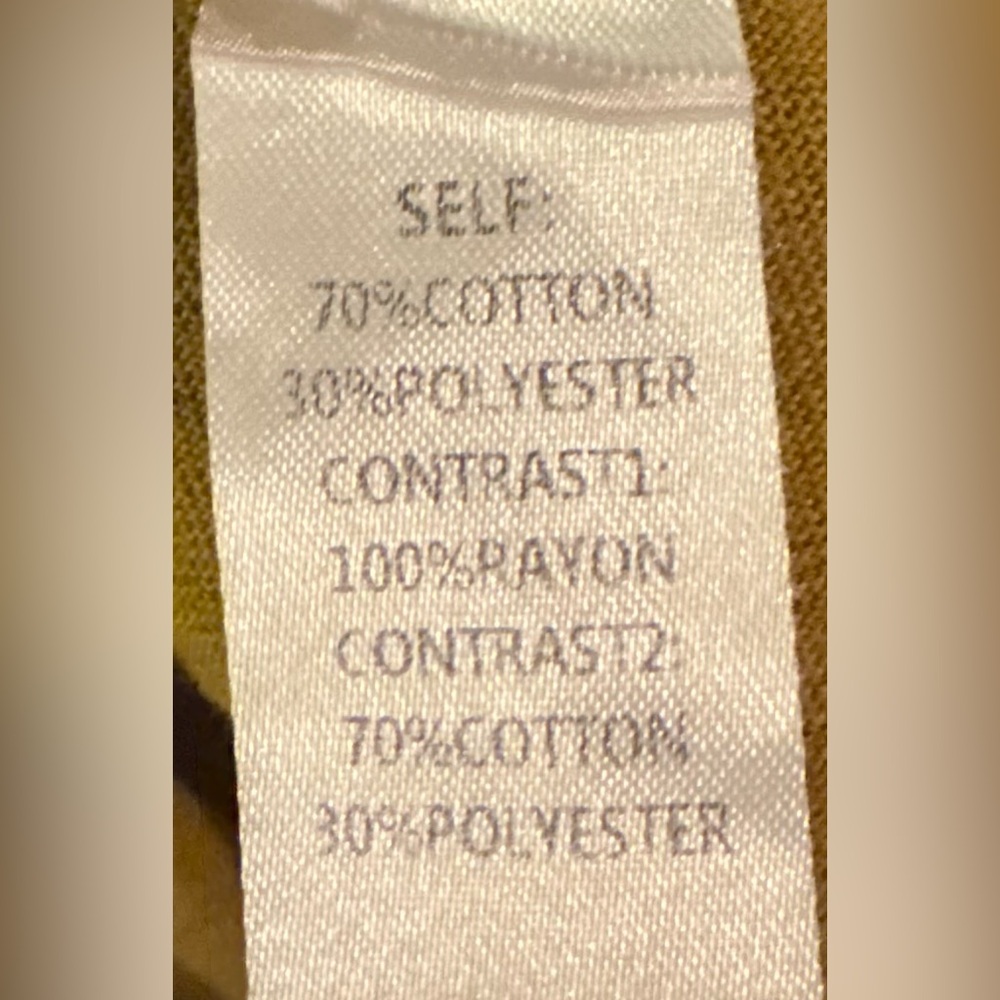 SELF:
70%COTTON
30%POLYESTER
CONTRAST1:
100%RAYON
CONTRAST2:
70%COTTON
30%POLYESTER